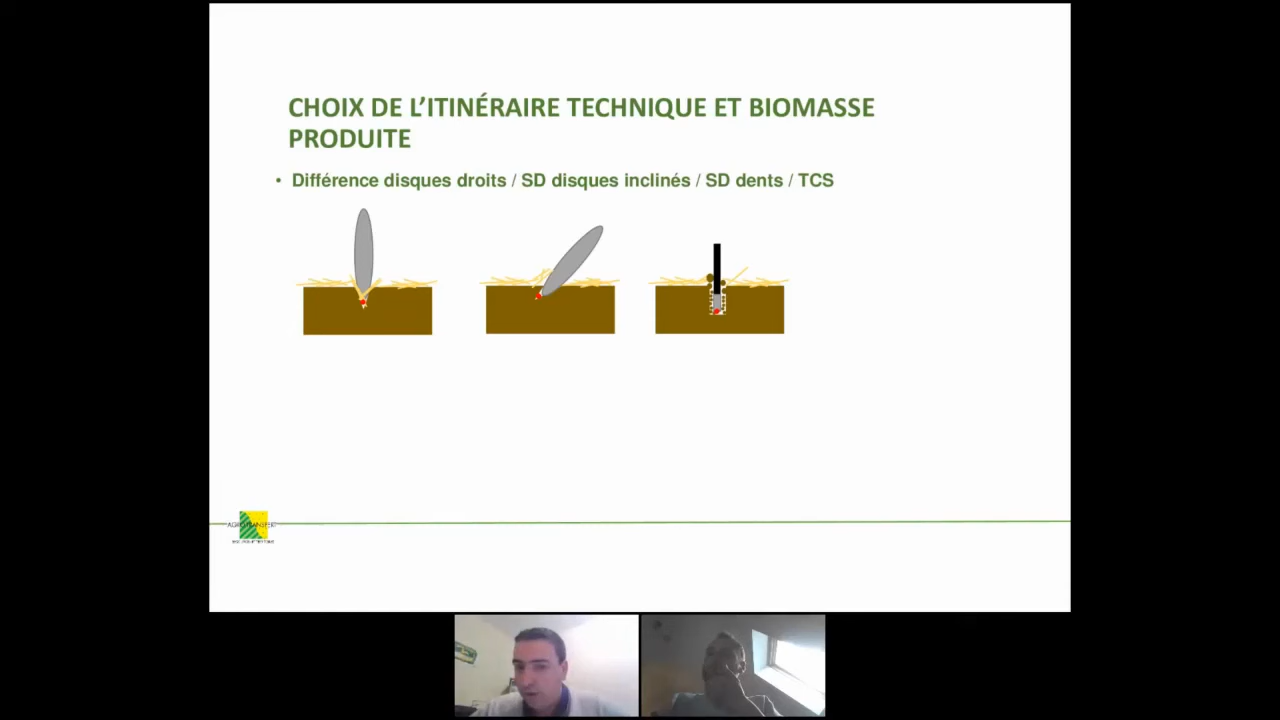 CHOIX DE L'ITINÉRAIRE TECHNIQUE ET BIOMASSE
PRODUITE
• Différence disques droits / SD disques inclinés / SD dents / TCS